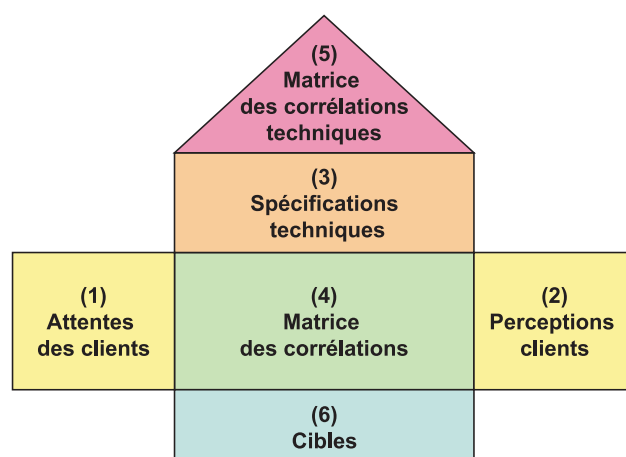 (5)
Matrice
des corrélations
techniques
(3)
Spécifications
techniques
(1)
Attentes
des clients
(4)
Matrice
des corrélations
(2)
Perceptions
clients
(6)
Cibles